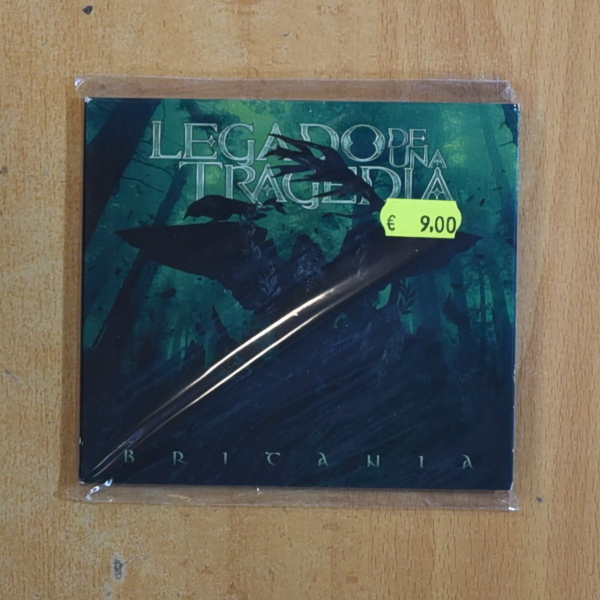 LEGADO DE UNA
TRAGEDIA
€ 9,00
BRITANIA